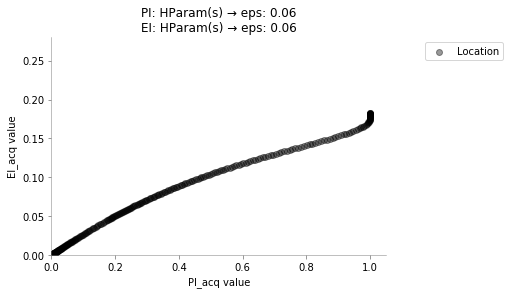 PI: HParam(s) → eps: 0.06
EI: HParam(s) → eps: 0.06
Location
0.25
0.20
0.15
0.10
0.05
0.00
EI_acq value
0.0 0.2 0.4 0.6 0.8 1.0
PI_acq value